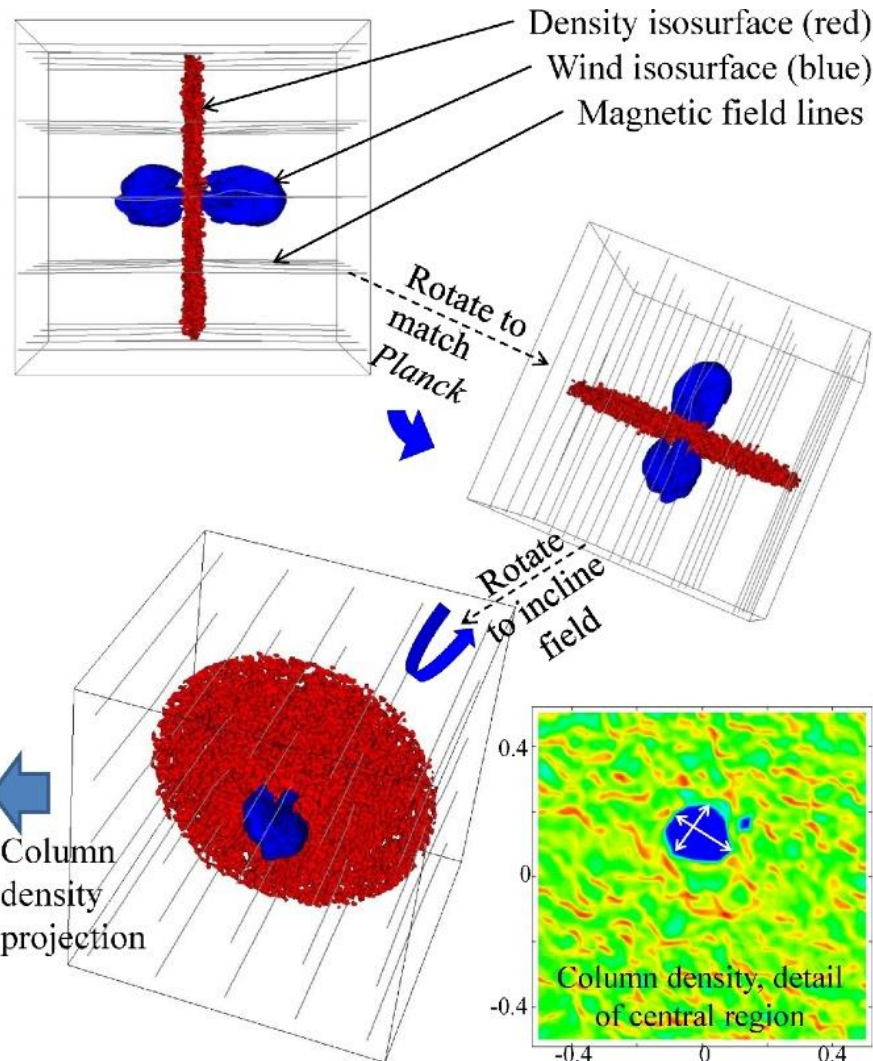 Density isosurface (red)
Wind isosurface (blue)
Magnetic field lines
Rotate to
match
Planck
Rotate
to incline
field
Column
density
projection
0.4
0
-0.4
Column density, detail
of central region
-0.4
0
0.4